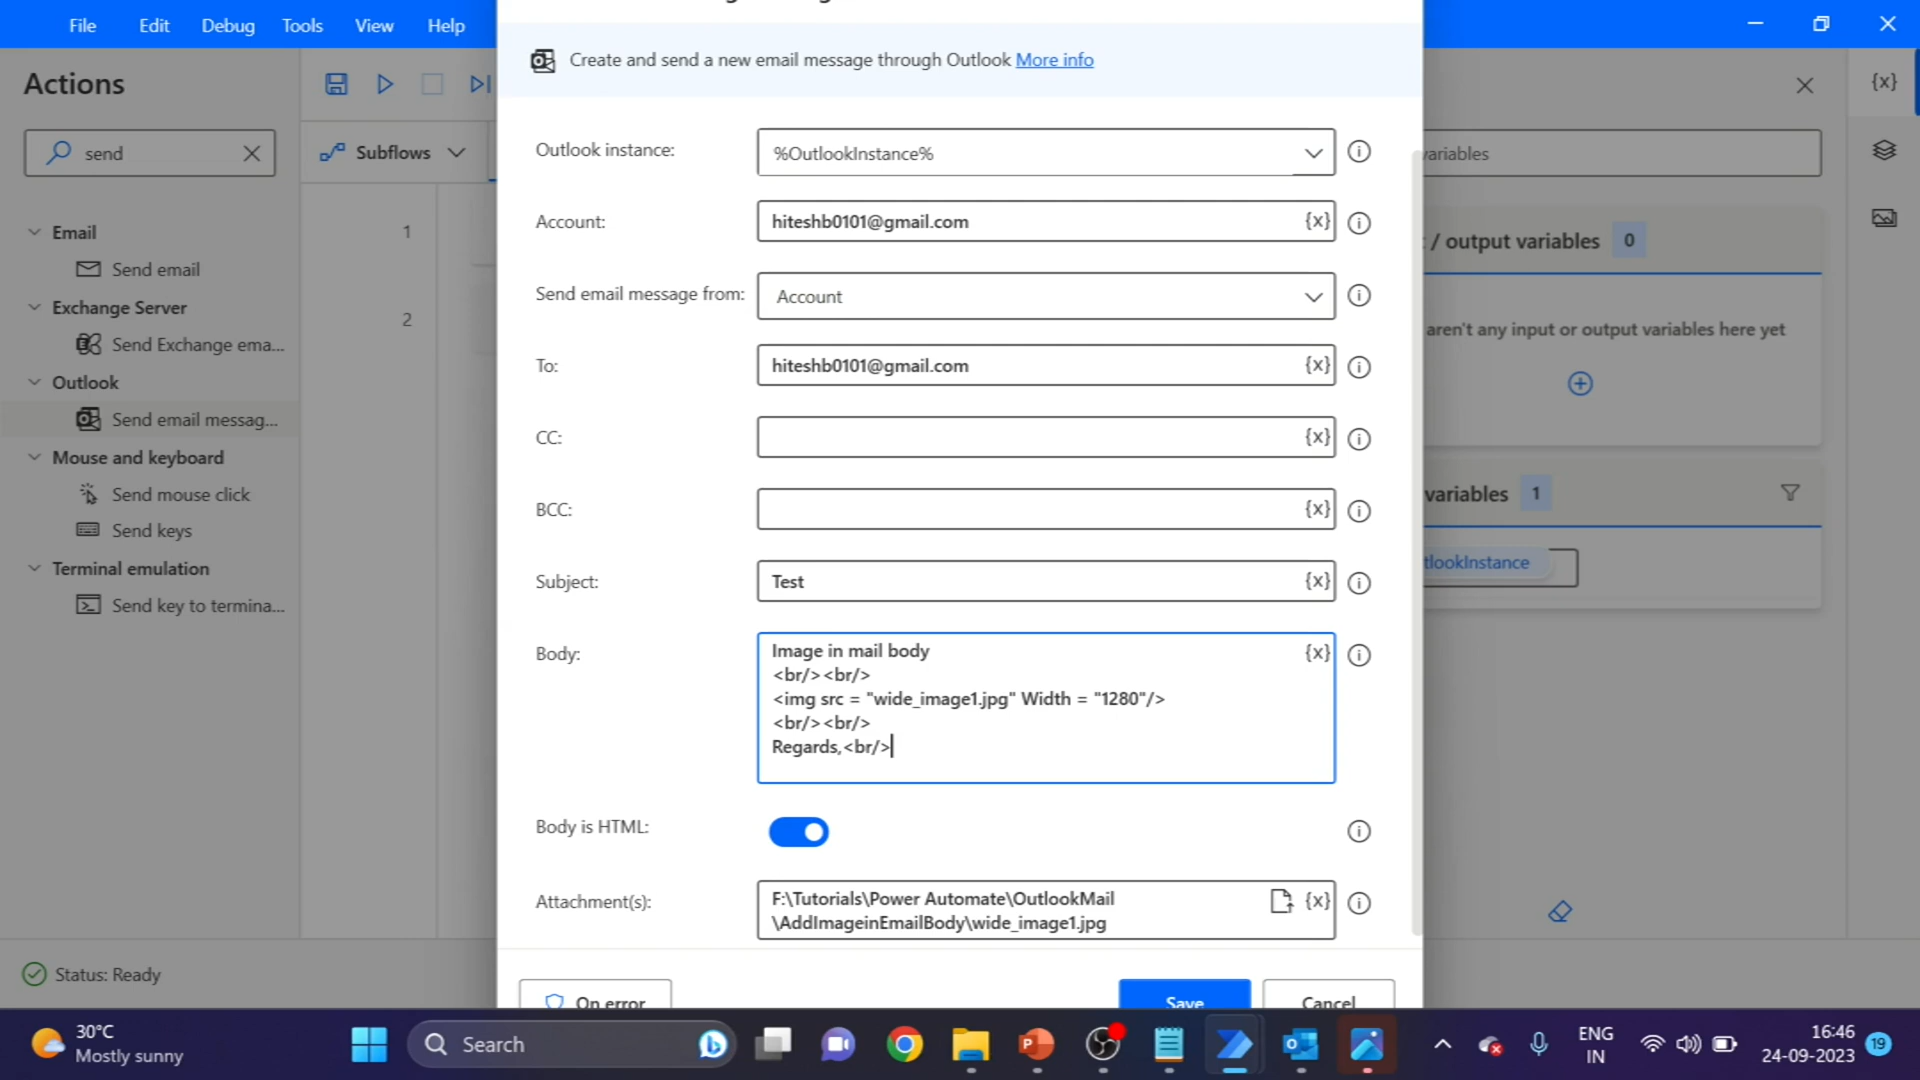 File Edit Debug Tools View Help
Actions
send
Subflows
Email
Send email
Exchange Server
Send Exchange ema...
Outlook
Send email messag...
Mouse and keyboard
Send mouse click
Send keys
Terminal emulation
Send key to termina...
1
2
Status: Ready
Create and send a new email message through Outlook More info
Outlook instance: %OutlookInstance%
Account: hiteshb0101@gmail.com {x}
Send email message from: Account
To: hiteshb0101@gmail.com {x}
CC: {x}
BCC: {x}
Subject: Test {x}
Body: {x}
Image in mail body
<br/><br/>
<img src = "wide_image1.jpg" Width = "1280"/>
<br/><br/>
Regards,<br/>
Body is HTML:
Attachment(s): {x}
F:\Tutorials\Power Automate\OutlookMail
\AddImageinEmailBody\wide_image1.jpg
On error Save Cancel
{x}
variables
/ output variables 0
aren't any input or output variables here yet
variables 1
tlookInstance
30°C
Mostly sunny
Search
ENG
IN
16:46
24-09-2023
19